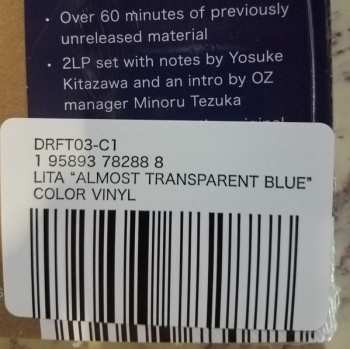 • Over 60 minutes of previously
unreleased material
• 2LP set with notes by Yosuke
Kitazawa and an intro by OZ
manager Minoru Tezuka
original
DRFT03-C1
1 95893 78288 8
LITA "ALMOST TRANSPARENT BLUE"
COLOR VINYL